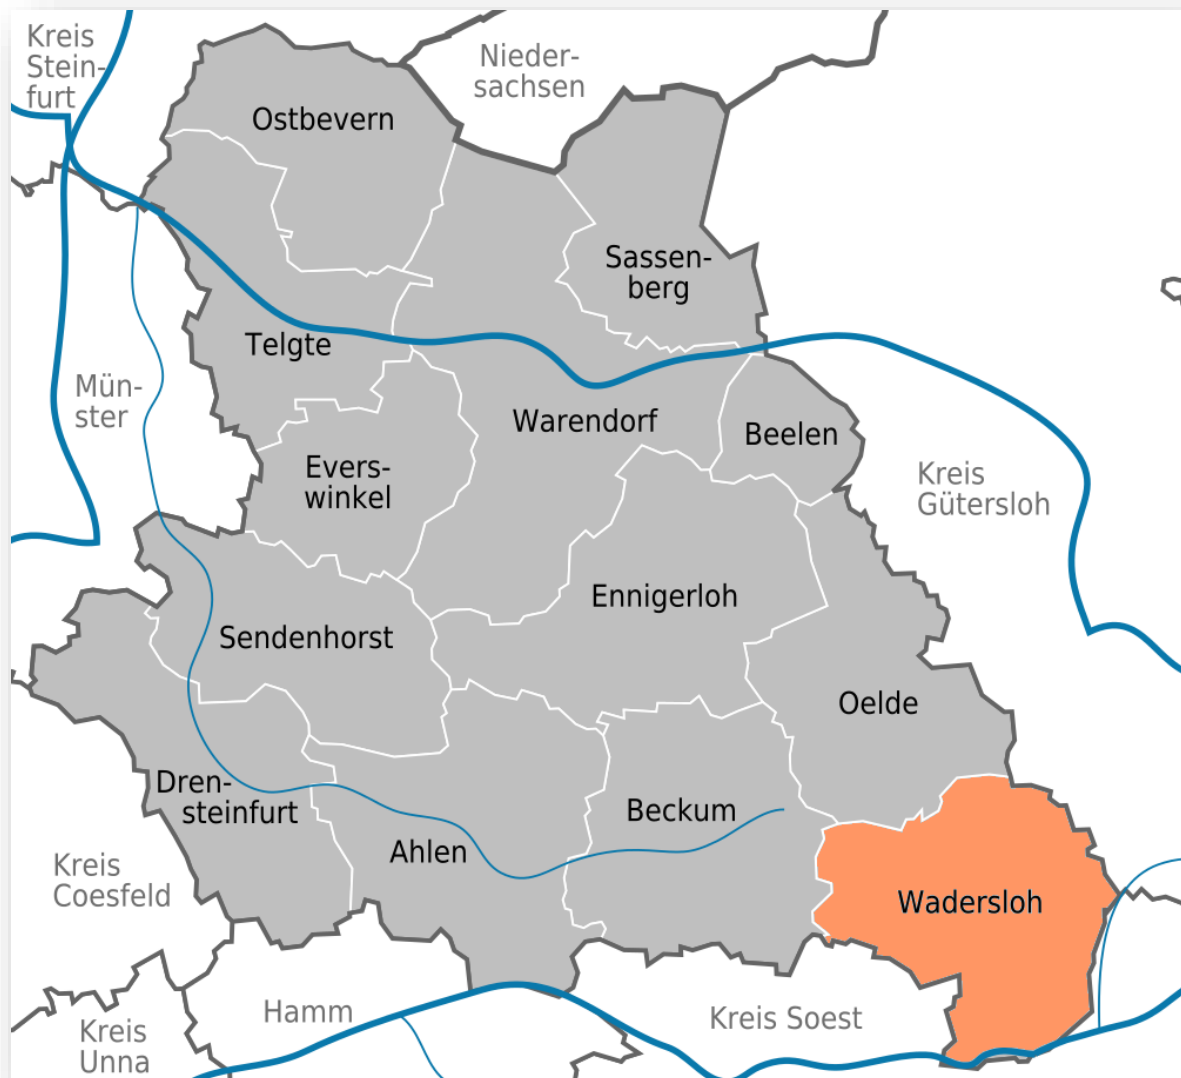 Kreis
Stein-
furt
Nieder-
sachsen
Ostbevern
Sassen-
berg
Telgte
Mün-
ster
Warendorf
Beelen
Evers-
winkel
Kreis
Gütersloh
Ennigerloh
Sendenhorst
Oelde
Dren-
steinfurt
Beckum
Ahlen
Kreis
Coesfeld
Wadersloh
Hamm
Kreis Soest
Kreis
Unna